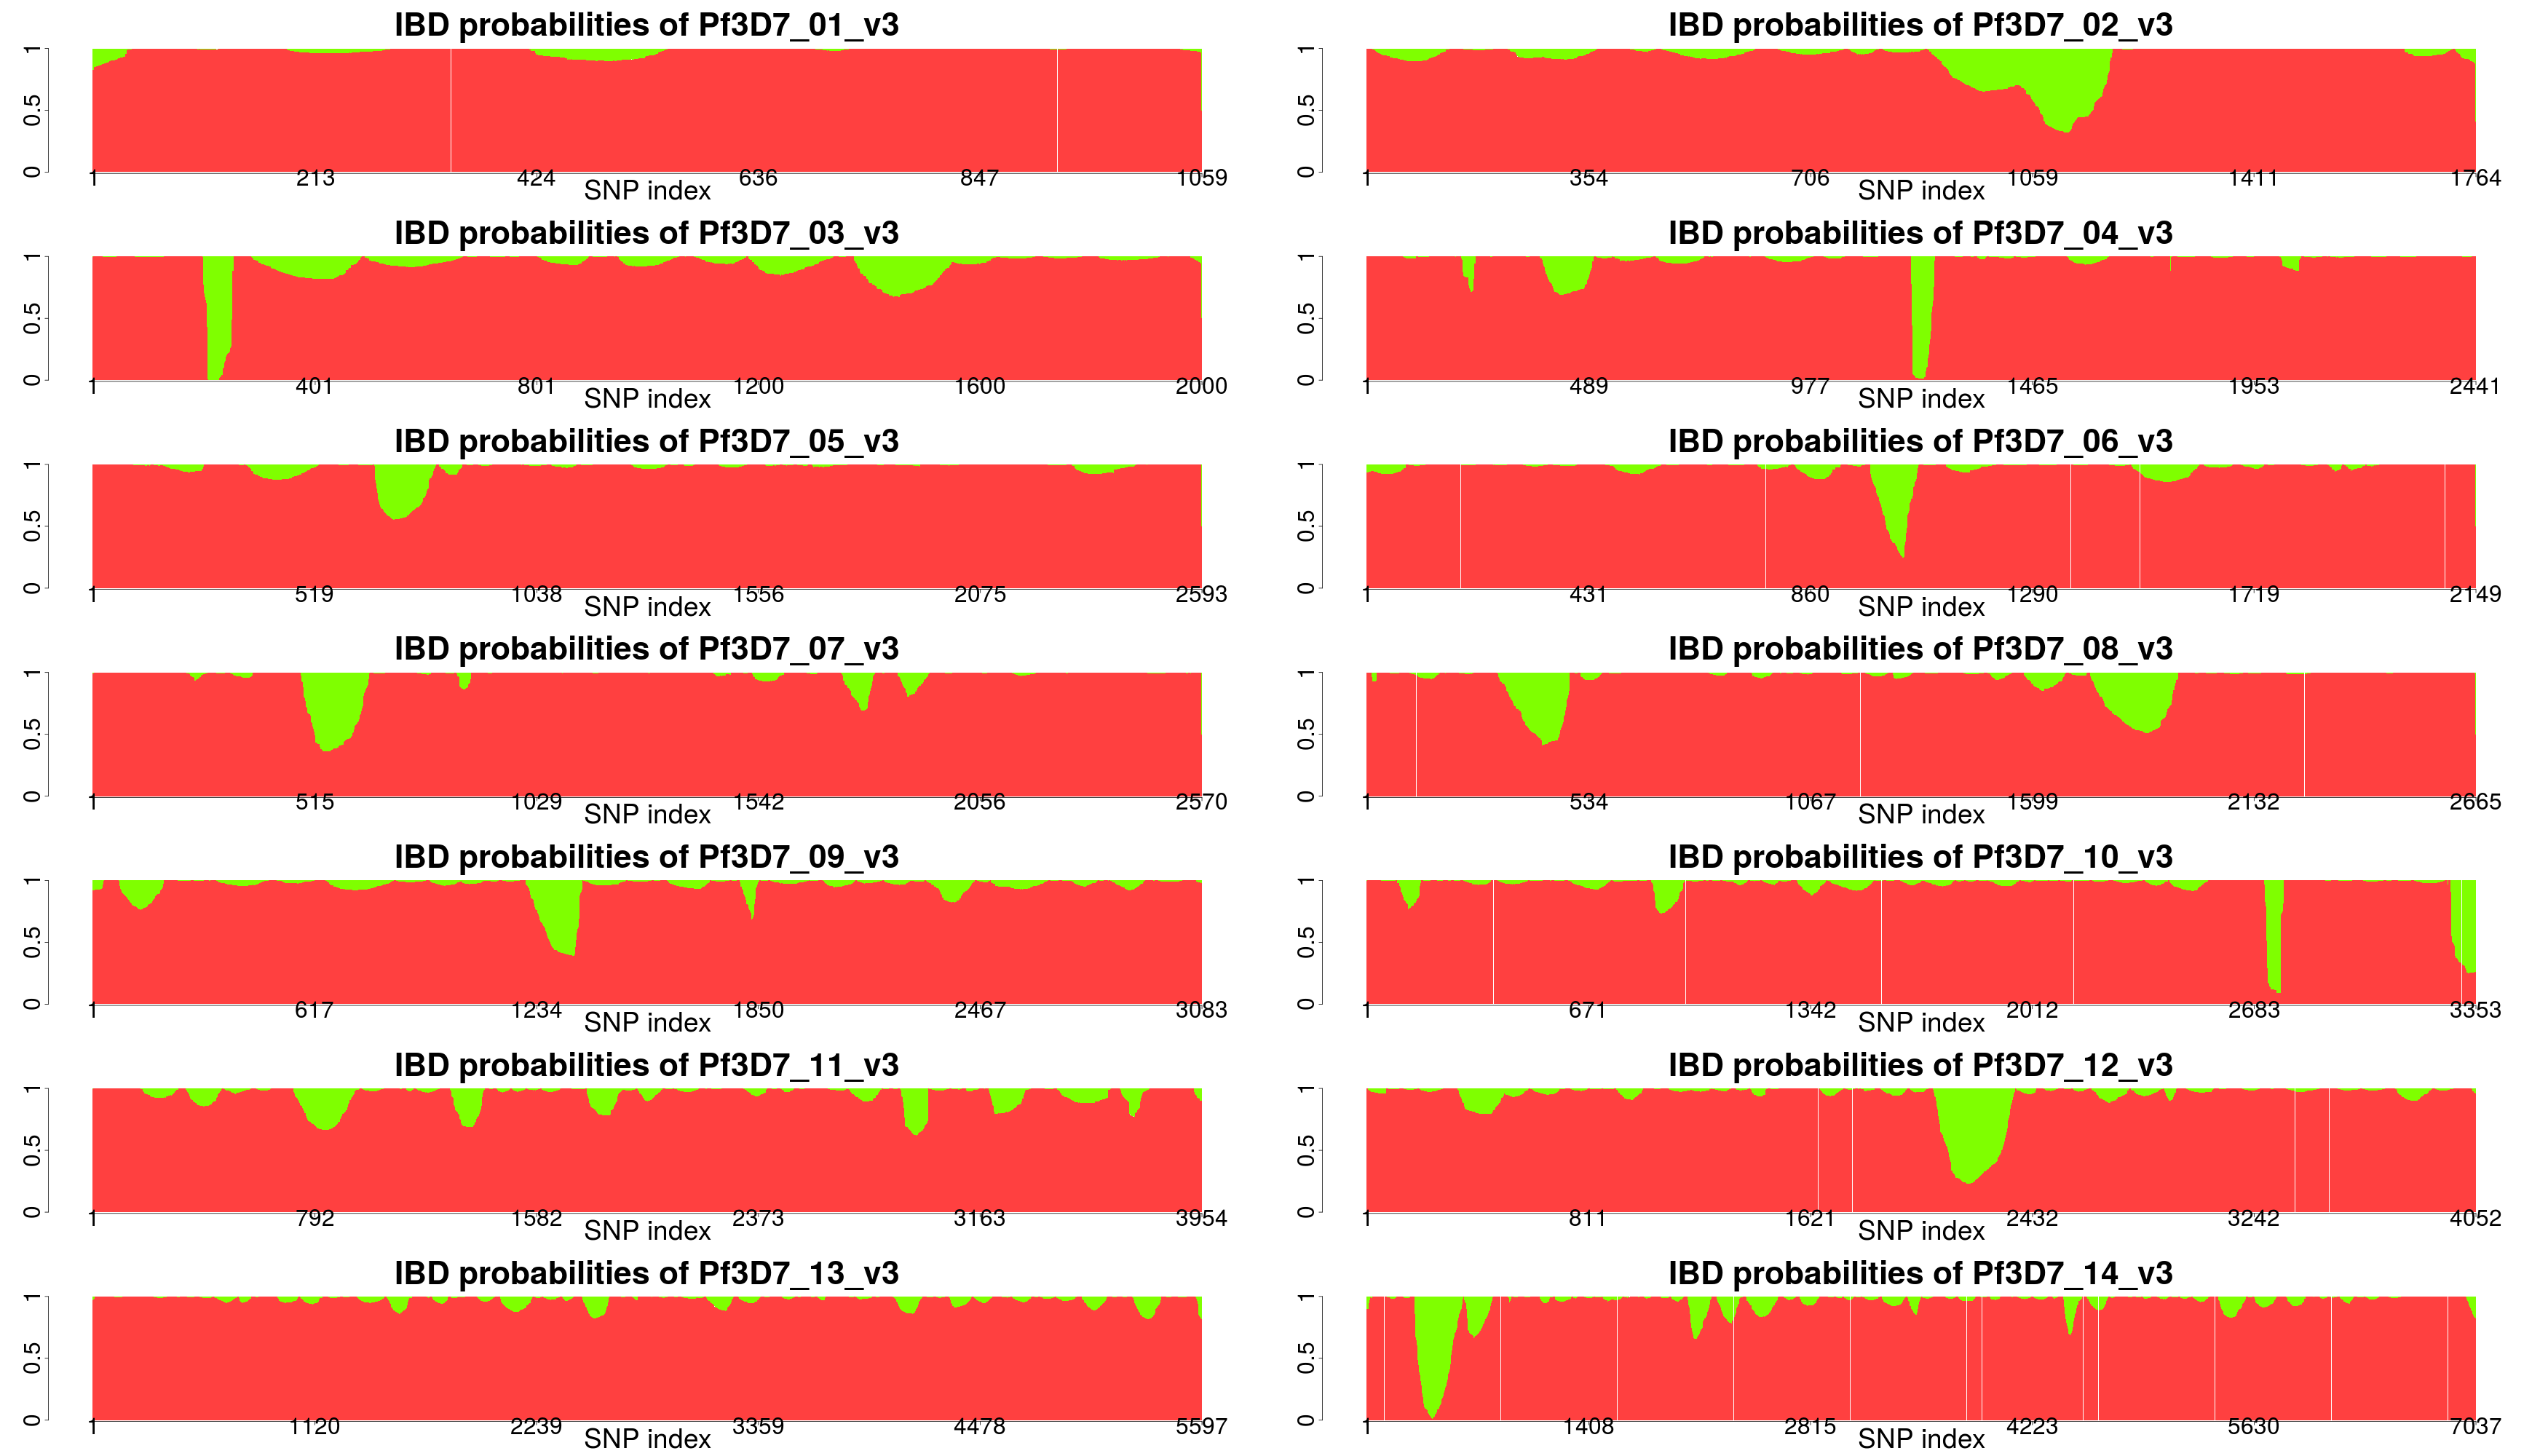 IBD probabilities of Pf3D7_01_v3
0 0.5 1
1 213 424 636 847 1059
SNP index
IBD probabilities of Pf3D7_02_v3
0 0.5 1
1 354 706 1059 1411 1764
SNP index
IBD probabilities of Pf3D7_03_v3
0 0.5 1
1 401 801 1200 1600 2000
SNP index
IBD probabilities of Pf3D7_04_v3
0 0.5 1
1 489 977 1465 1953 2441
SNP index
IBD probabilities of Pf3D7_05_v3
0 0.5 1
1 519 1038 1556 2075 2593
SNP index
IBD probabilities of Pf3D7_06_v3
0 0.5 1
1 431 860 1290 1719 2149
SNP index
IBD probabilities of Pf3D7_07_v3
0 0.5 1
1 515 1029 1542 2056 2570
SNP index
IBD probabilities of Pf3D7_08_v3
0 0.5 1
1 534 1067 1599 2132 2665
SNP index
IBD probabilities of Pf3D7_09_v3
0 0.5 1
1 617 1234 1850 2467 3083
SNP index
IBD probabilities of Pf3D7_10_v3
0 0.5 1
1 671 1342 2012 2683 3353
SNP index
IBD probabilities of Pf3D7_11_v3
0 0.5 1
1 792 1582 2373 3163 3954
SNP index
IBD probabilities of Pf3D7_12_v3
0 0.5 1
1 811 1621 2432 3242 4052
SNP index
IBD probabilities of Pf3D7_13_v3
0 0.5 1
1 1120 2239 3359 4478 5597
SNP index
IBD probabilities of Pf3D7_14_v3
0 0.5 1
1 1408 2815 4223 5630 7037
SNP index